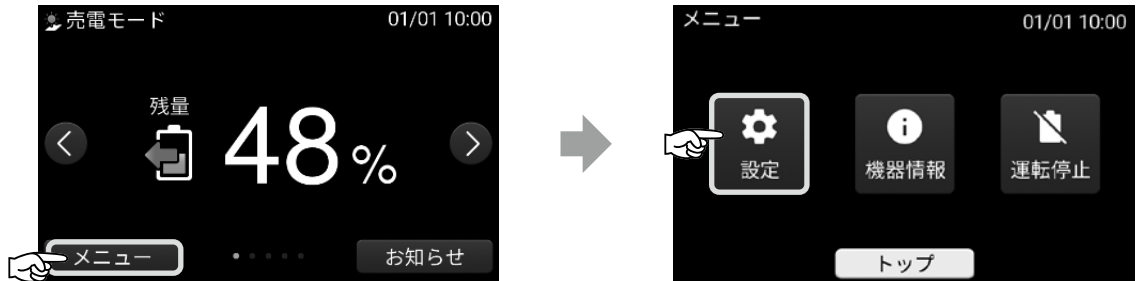 売電モード 01/01 10:00
残量
48%
メニュー お知らせ
メニュー 01/01 10:00
設定 機器情報 運転停止
トップ